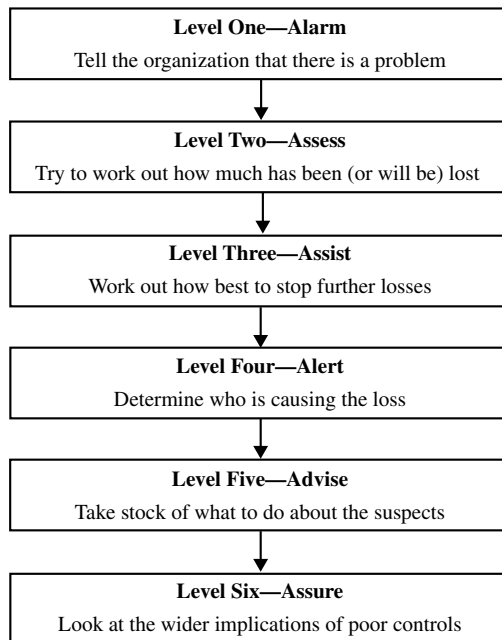 Level One—Alarm
Tell the organization that there is a problem
Level Two—Assess
Try to work out how much has been (or will be) lost
Level Three—Assist
Work out how best to stop further losses
Level Four—Alert
Determine who is causing the loss
Level Five—Advise
Take stock of what to do about the suspects
Level Six—Assure
Look at the wider implications of poor controls